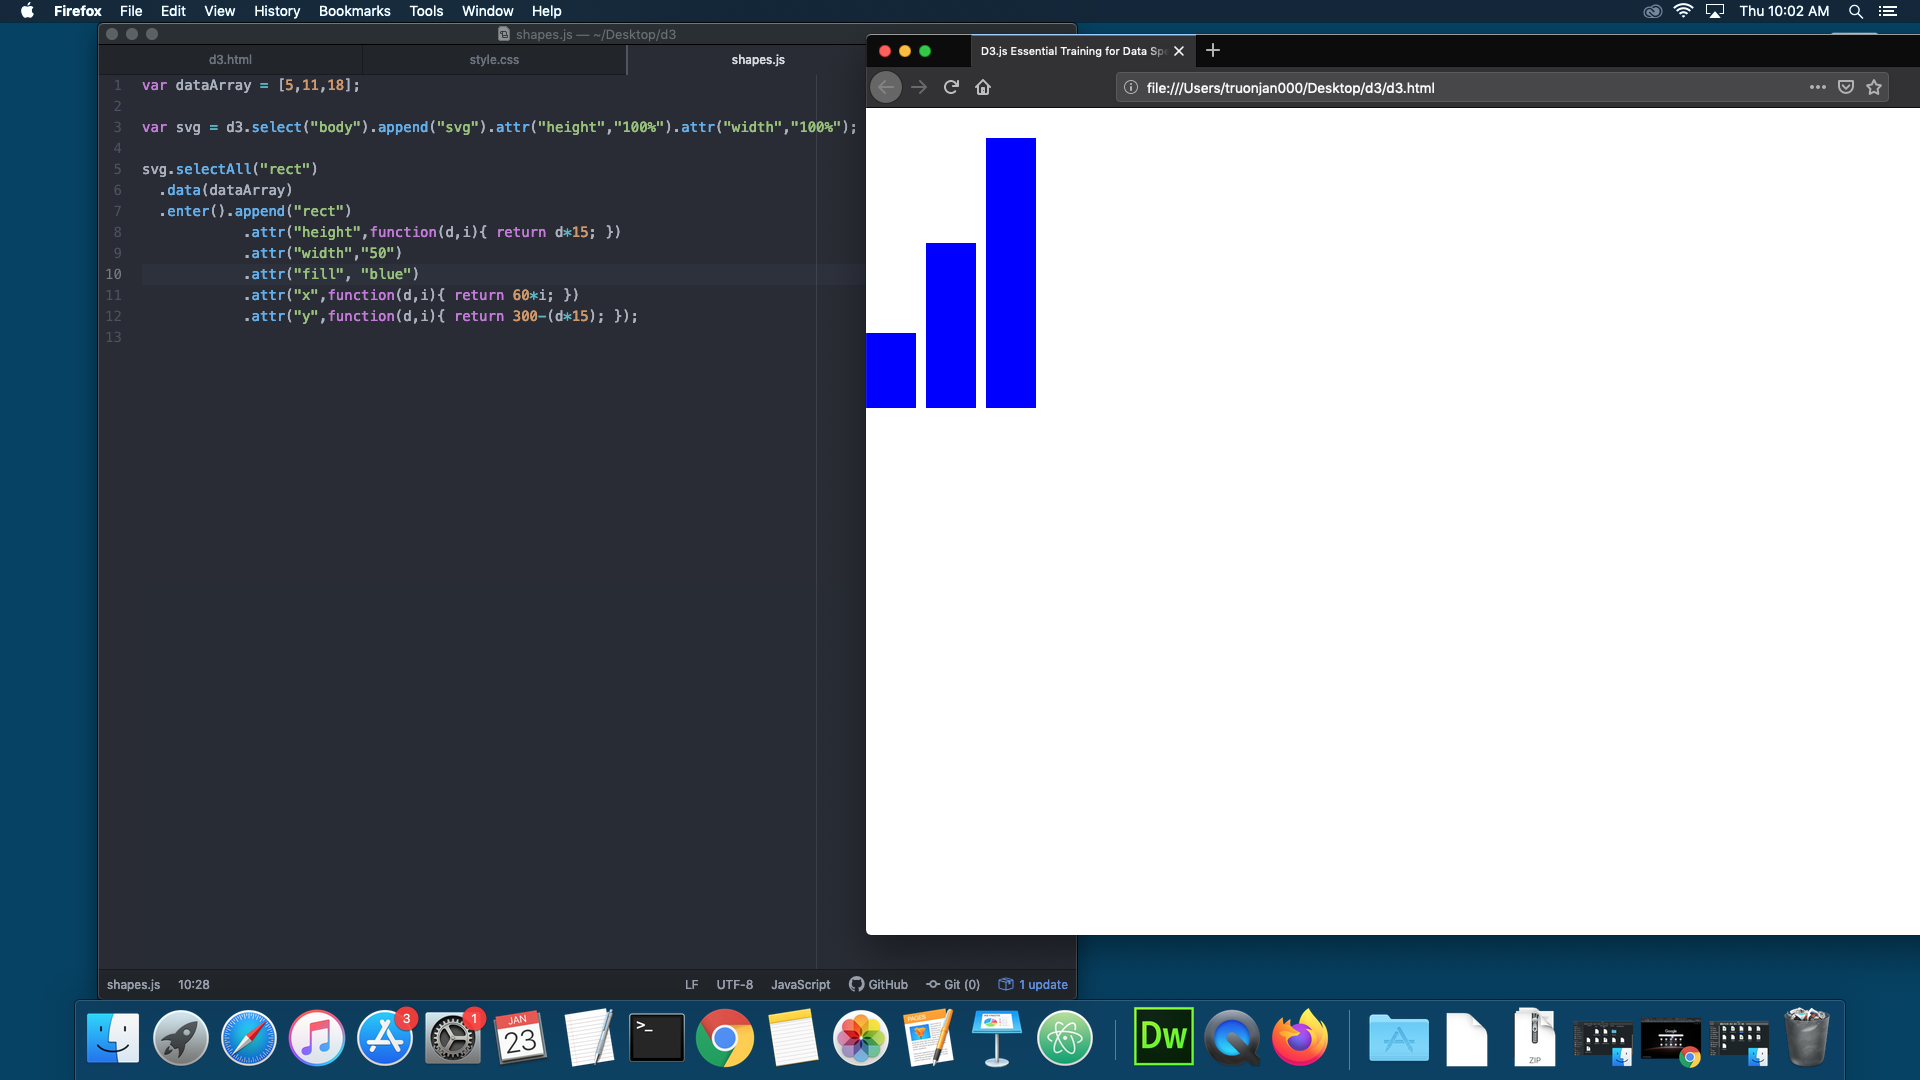 Firefox File Edit View History Bookmarks Tools Window Help Thu 10:02 AM
shapes.js — ~/Desktop/d3
d3.html style.css shapes.js
1 var dataArray = [5,11,18];
2
3 var svg = d3.select("body").append("svg").attr("height","100%").attr("width","100%");
4
5 svg.selectAll("rect")
6 .data(dataArray)
7 .enter().append("rect")
8 .attr("height",function(d,i){ return d*15; })
9 .attr("width","50")
10 .attr("fill", "blue")
11 .attr("x",function(d,i){ return 60*i; })
12 .attr("y",function(d,i){ return 300-(d*15); });
13
shapes.js 10:28 LF UTF-8 JavaScript GitHub Git (0) 1 update
D3.js Essential Training for Data
file:///Users/truonjan000/Desktop/d3/d3.html
3
1
JAN
23
>_
PAGES
Dw
ZIP
Google